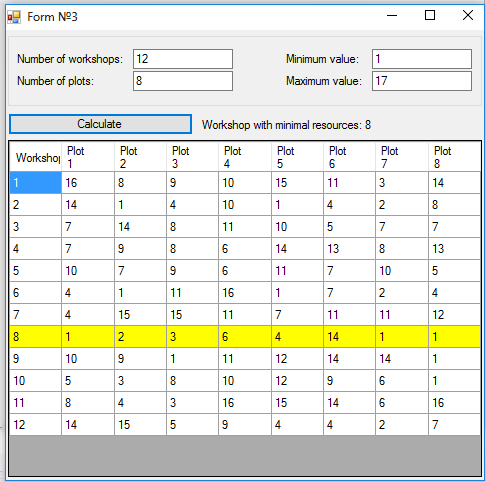 Form №3
Number of workshops: 12 Minimum value: 1
Number of plots: 8 Maximum value: 17
Calculate Workshop with minimal resources: 8
Workshop Plot 1 Plot 2 Plot 3 Plot 4 Plot 5 Plot 6 Plot 7 Plot 8
1 16 8 9 10 15 11 3 14
2 14 1 4 10 1 4 2 8
3 7 14 8 11 10 5 7 7
4 7 9 8 6 14 13 8 13
5 10 7 9 6 11 7 10 5
6 4 1 11 16 1 7 2 4
7 4 15 15 11 7 11 11 12
8 1 2 3 6 4 14 1 1
9 10 9 1 11 12 14 14 1
10 5 3 8 10 12 9 6 1
11 8 4 3 16 15 14 6 16
12 14 15 5 9 4 4 2 7